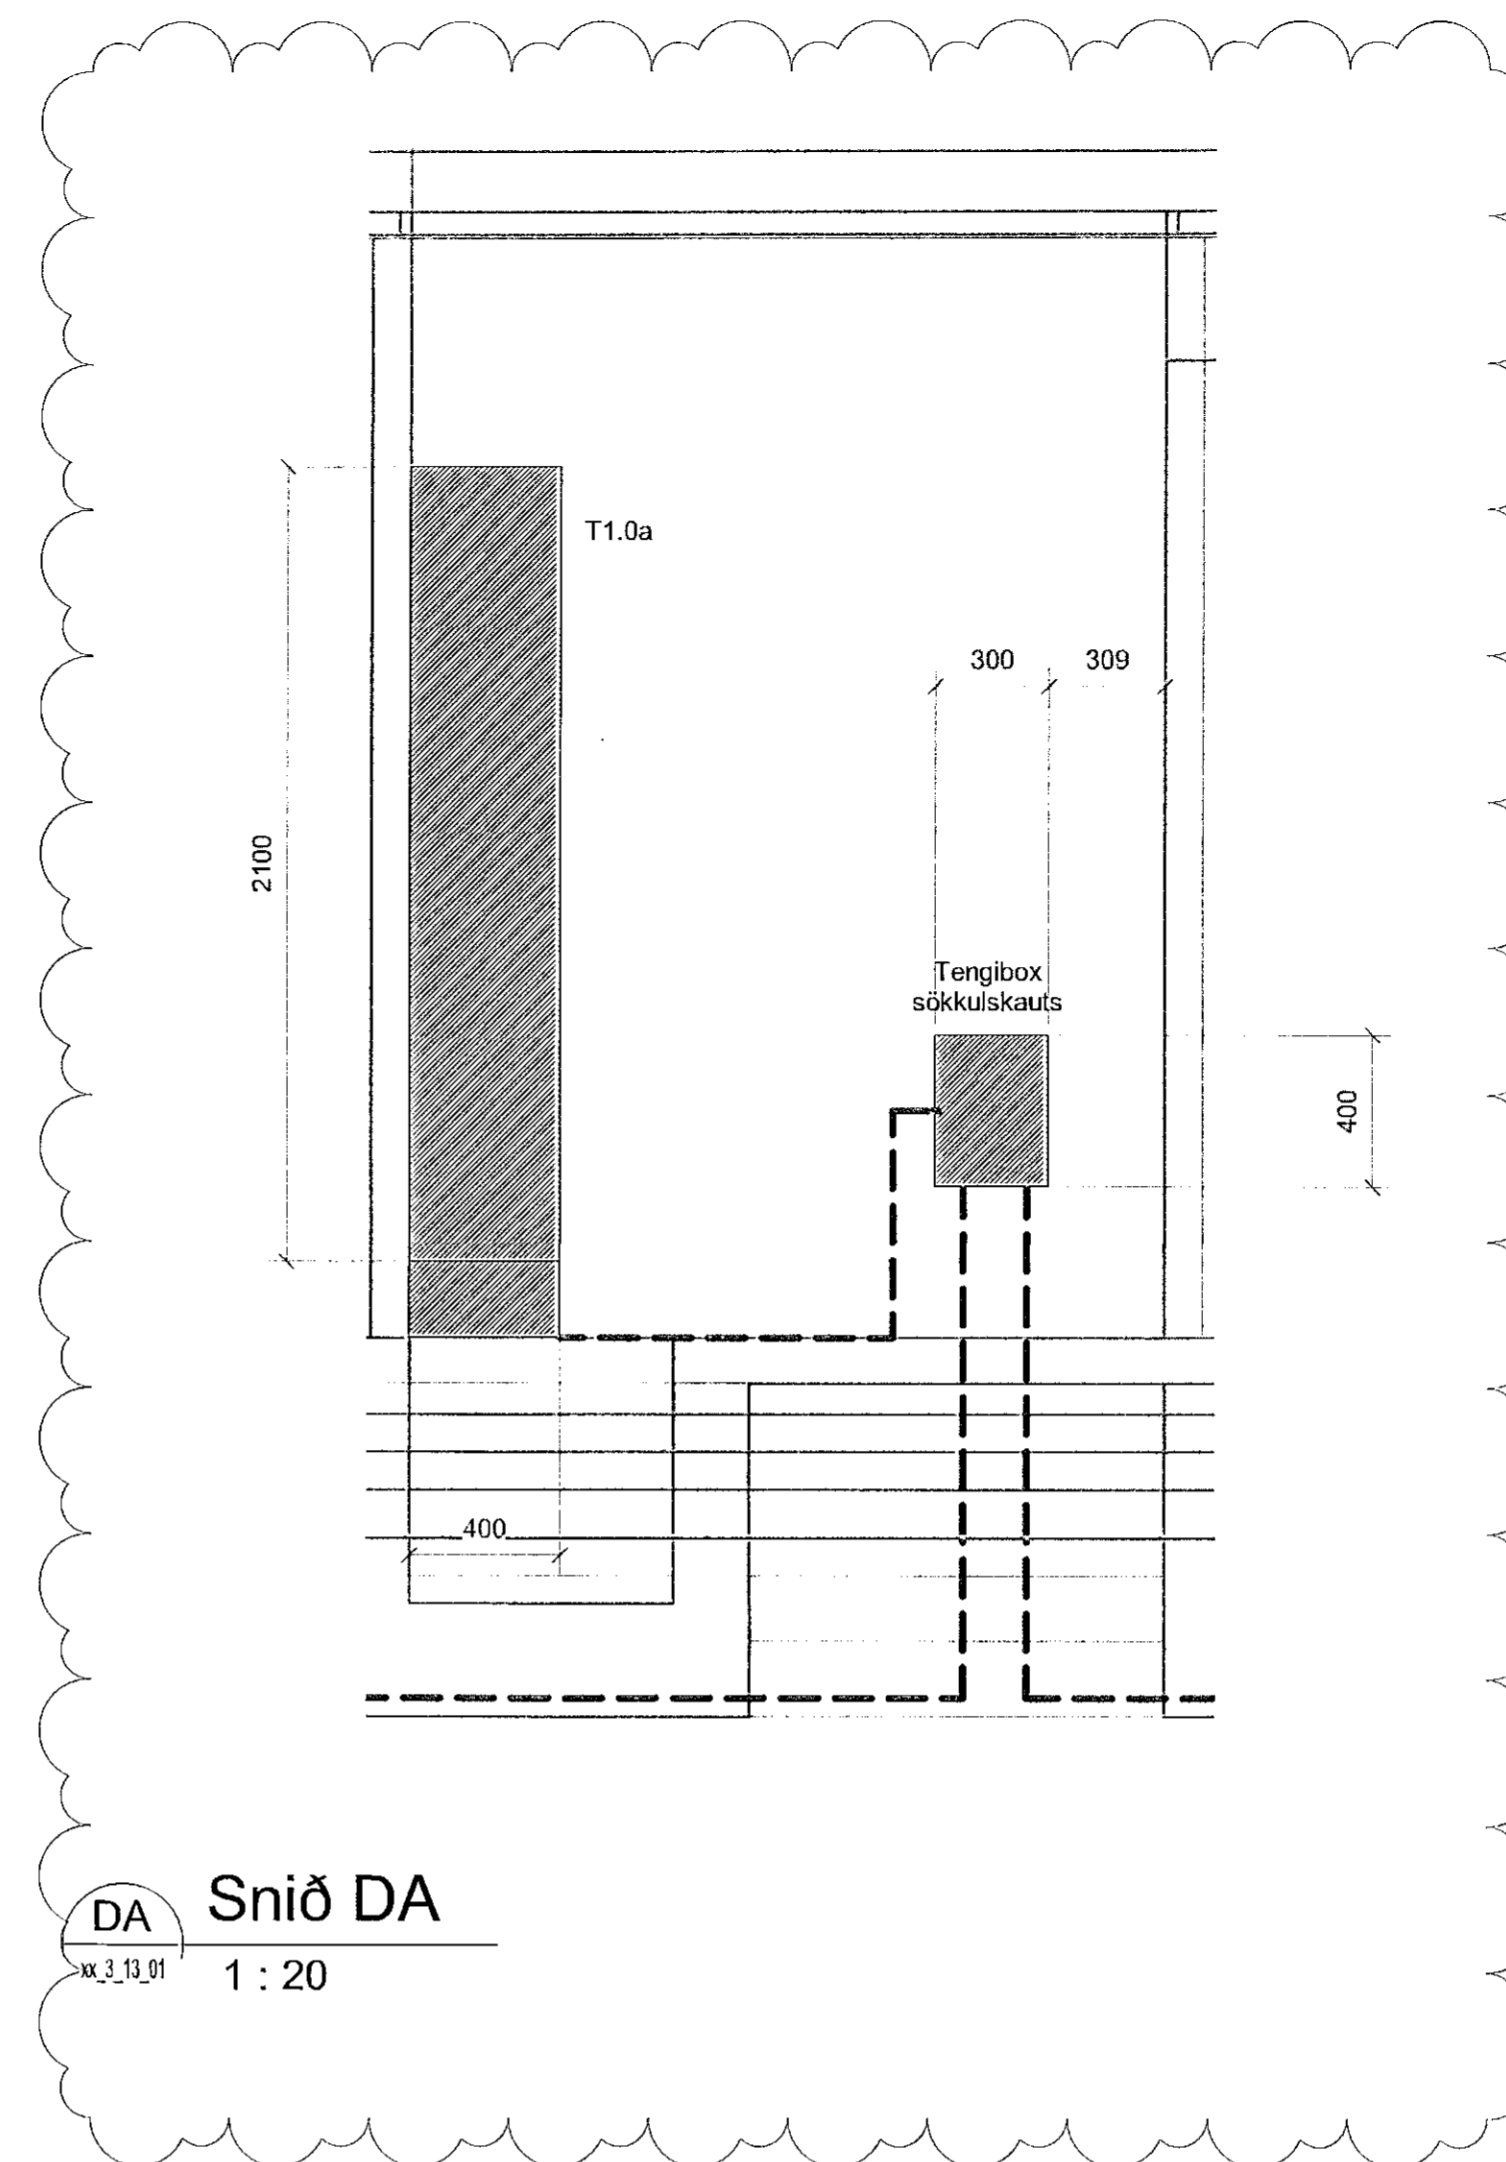 T1.0a
300
309
2100
Tengibox
sökkulskauts
400
400
DA
Snið DA
xx_3_13_01
1 : 20